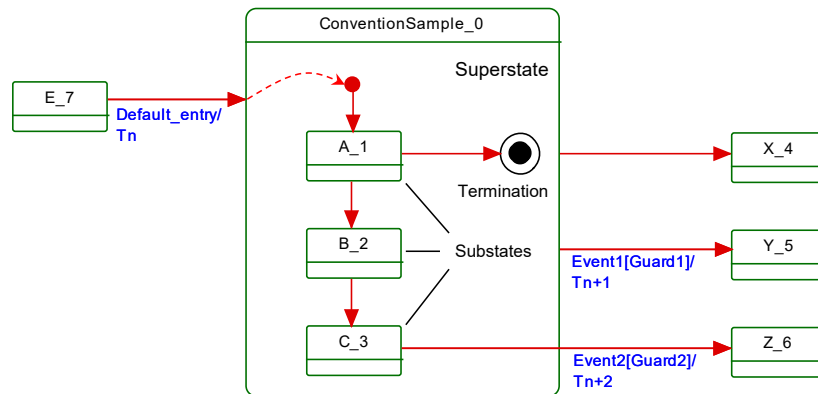 ConventionSample_0
Superstate
E_7
Default_entry/
Tn
A_1
X_4
Termination
B_2
Substates
Y_5
Event1[Guard1]/
Tn+1
C_3
Z_6
Event2[Guard2]/
Tn+2